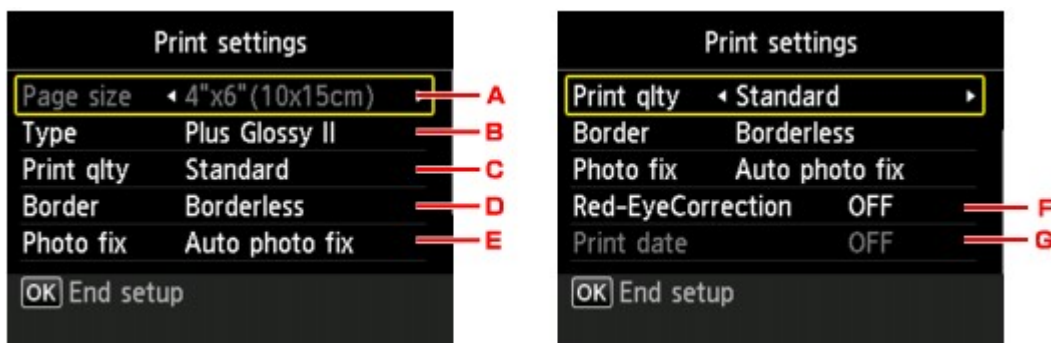 Print settings
Page size 4"x6"(10x15cm) A
Type Plus Glossy II B
Print qlty Standard C
Border Borderless D
Photo fix Auto photo fix E
OK End setup
Print settings
Print qlty Standard
Border Borderless
Photo fix Auto photo fix
Red-EyeCorrection OFF F
Print date OFF G
OK End setup